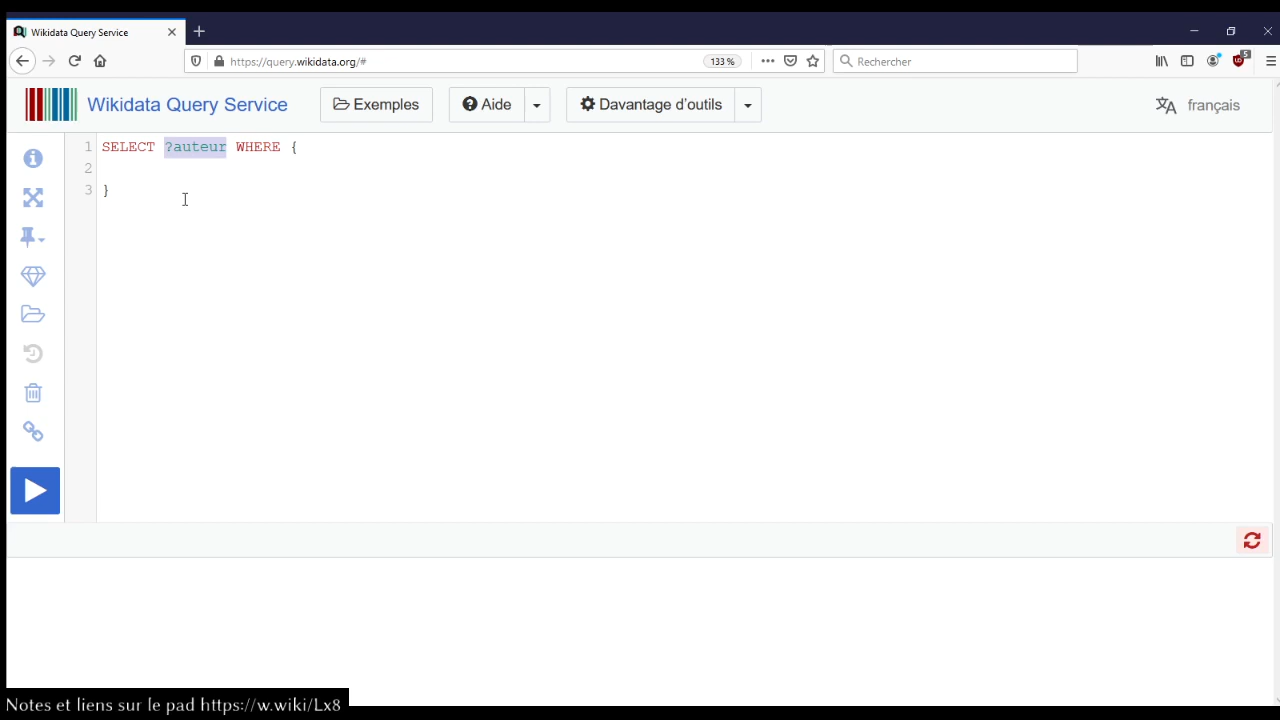 Wikidata Query Service
https://query.wikidata.org/#
133 %
Rechercher
5
Wikidata Query Service
Exemples
Aide
Davantage d'outils
français
1 SELECT ?auteur WHERE {
2
3 }
Notes et liens sur le pad https://w.wiki/Lx8